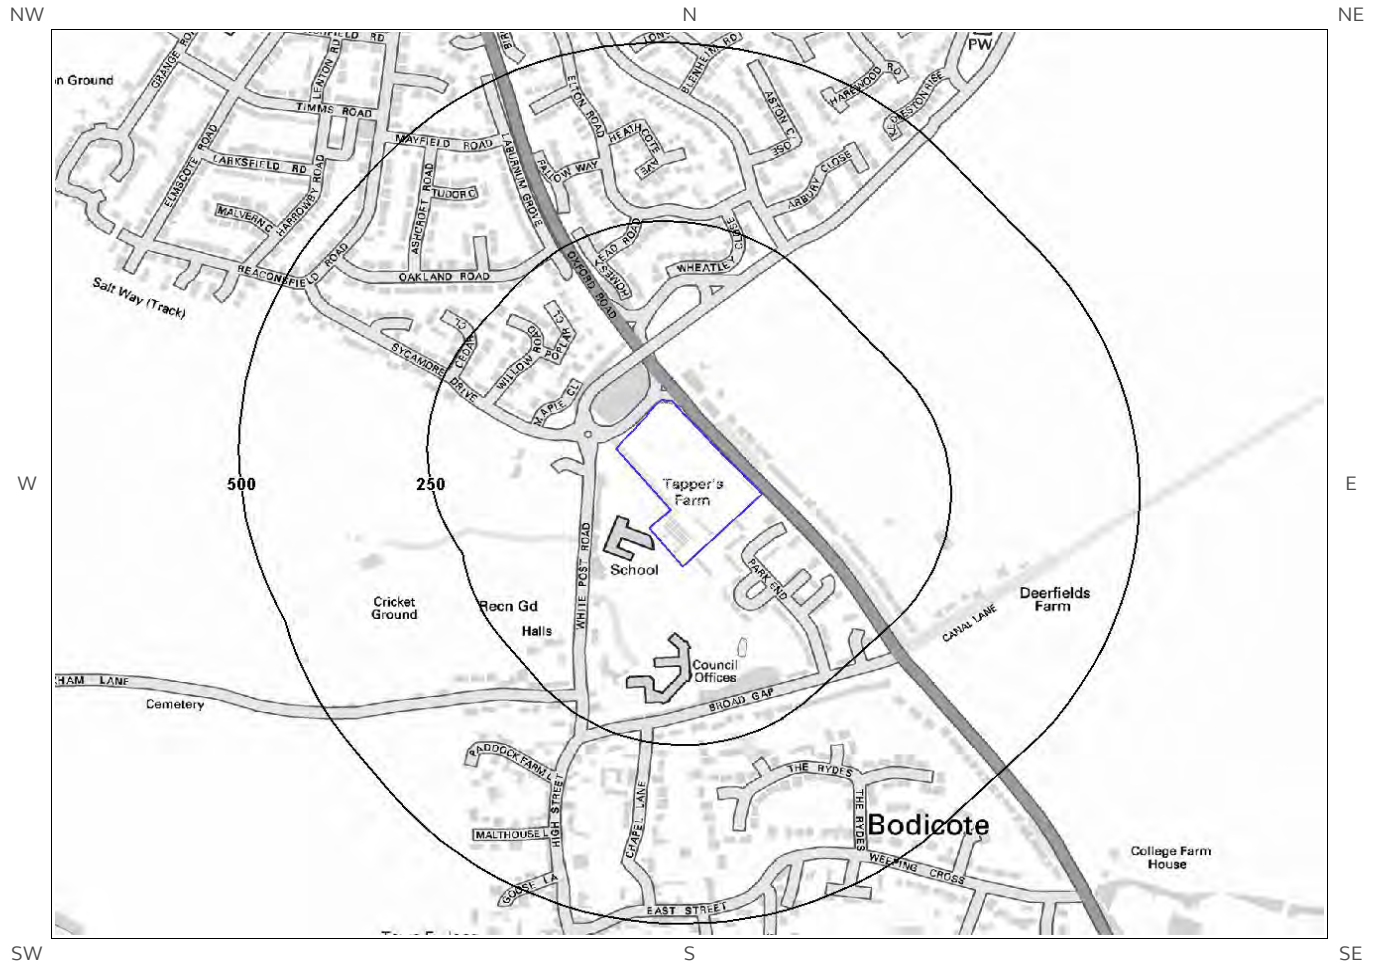 NW
N
NE
GRANGE
LENTON RD
PW
on Ground
TIMMS ROAD
ELTON ROAD
BLENHEIM RD
HAREWOOD RD
ASTON CLOSE
MAYFIELD ROAD
LABURNUM GROVE
HEATHCOTE AVE
LARKSFIELD RD
ELMSCOTE ROAD
HARROWBY ROAD
TUDOR C
ASHCROFT ROAD
ARBURY CLOSE
MALVERN C
BEACONSFIELD ROAD
OAKLAND ROAD
OXFORD ROAD
WHEATLEY CLOSE
Salt Way (Track)
SYCAMORE DRIVE
CEDAR CL
WILLOW ROAD
POPLAR CL
MAPLE CL
W
500
250
Tapper's
Farm
E
WHITE POST ROAD
School
PARK END
Cricket
Ground
Recn Gd
Halls
Deerfields
Farm
CANAL LANE
Council
Offices
HAM LANE
Cemetery
BROAD GAP
PADDOCK FARM L
THE RYDES
THE RYDES
HIGH STREET
CHAPEL LANE
MALTHOUSE L
Bodicote
WEEPING CROSS
College Farm
House
GOOSE LA
EAST STREET
SW
S
SE